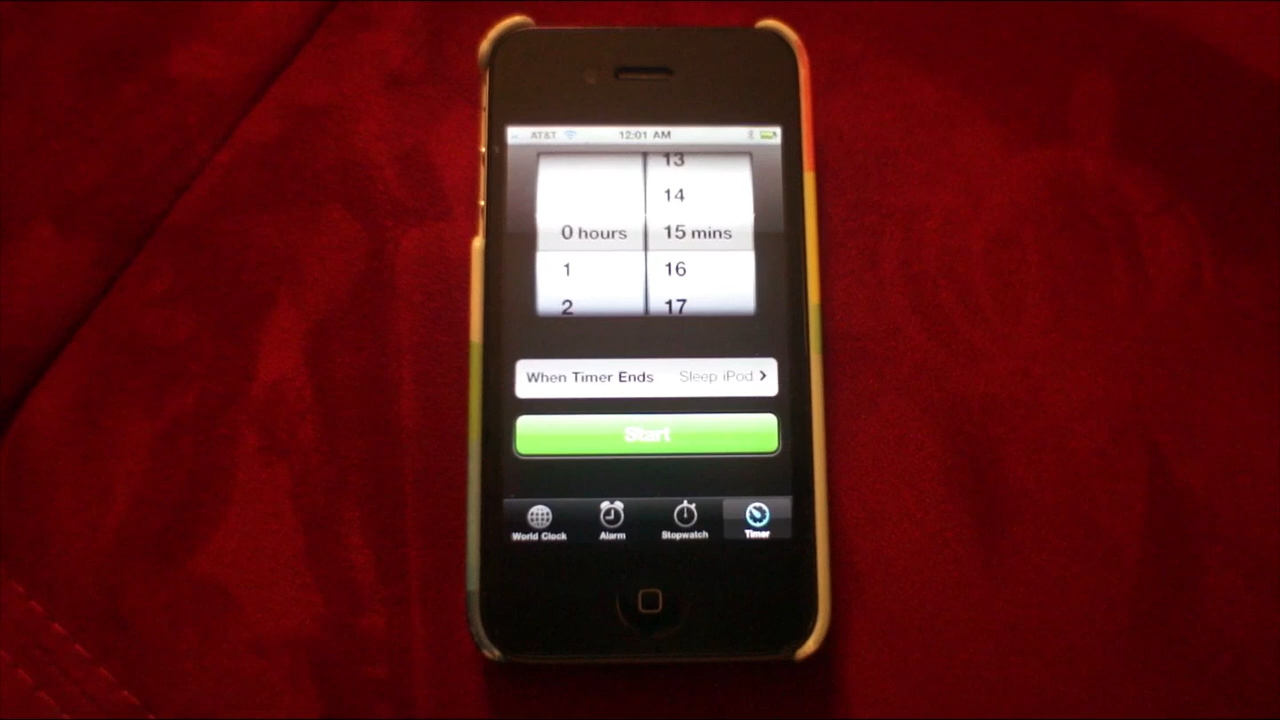 AT&T 12:01 AM
13
14
0 hours 15 mins
1 16
2 17
When Timer Ends Sleep iPod
Start
World Clock Alarm Stopwatch Timer